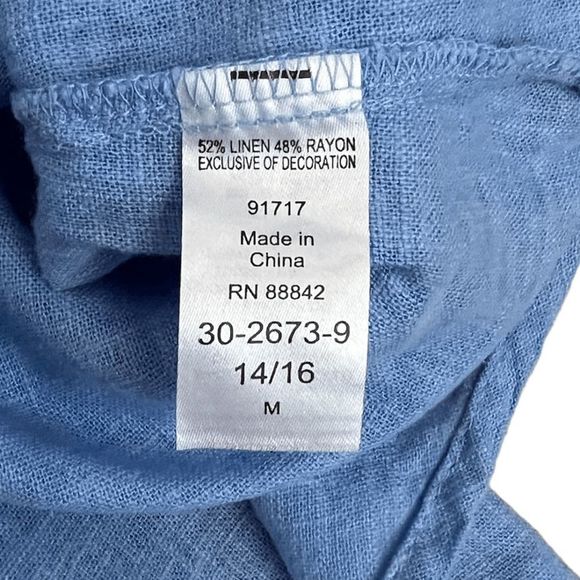 52% LINEN 48% RAYON
EXCLUSIVE OF DECORATION
91717
Made in
China
RN 88842
30-2673-9
14/16
M